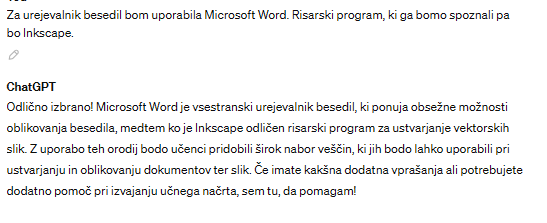 Za urejevalnik besedil bom uporabila Microsoft Word. Risarski program, ki ga bomo spoznali pa
bo Inkscape.
ChatGPT
Odlično izbrano! Microsoft Word je vsestranski urejevalnik besedil, ki ponuja obsežne možnosti
oblikovanja besedila, medtem ko je Inkscape odličen risarski program za ustvarjanje vektorskih
slik. Z uporabo teh orodij bodo učenci pridobili širok nabor veščin, ki jih bodo lahko uporabili pri
ustvarjanju in oblikovanju dokumentov ter slik. Če imate kakšna dodatna vprašanja ali potrebujete
dodatno pomoč pri izvajanju učnega načrta, sem tu, da pomagam!